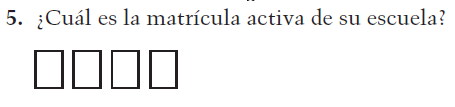 5. ¿Cuál es la matrícula activa de su escuela?